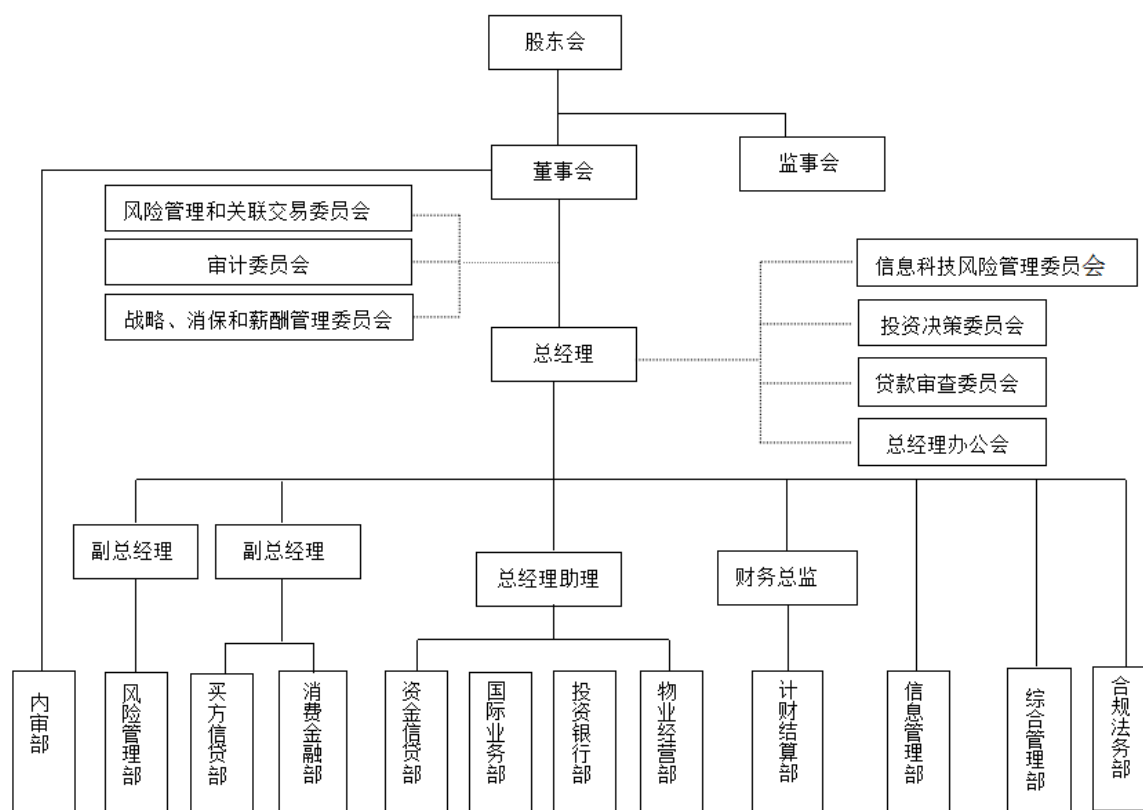 股东会
董事会
监事会
风险管理和关联交易委员会
审计委员会
战略、消保和薪酬管理委员会
信息科技风险管理委员会
投资决策委员会
贷款审查委员会
总经理办公会
总经理
副总经理
副总经理
总经理助理
财务总监
内审部
风险管理部
买方信贷部
消费金融部
资金信贷部
国际业务部
投资银行部
物业经营部
计财结算部
信息管理部
综合管理部
合规法务部